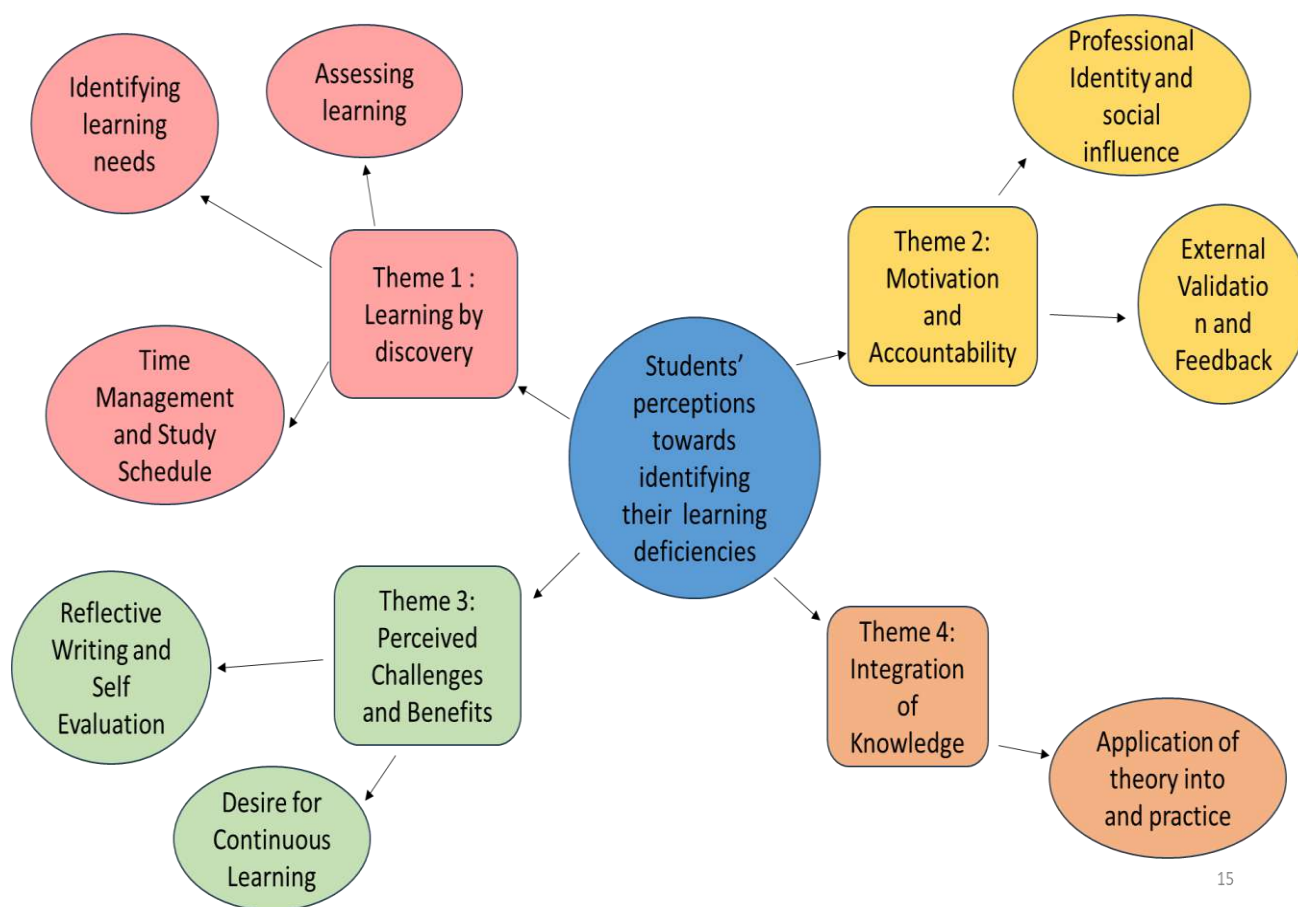 Identifying
learning
needs
Assessing
learning
Professional
Identity and
social
influence
Theme 1 :
Learning by
discovery
Theme 2:
Motivation
and
Accountability
External
Validatio
n and
Feedback
Time
Management
and Study
Schedule
Students’
perceptions
towards
identifying
their learning
deficiencies
Reflective
Writing and
Self
Evaluation
Theme 3:
Perceived
Challenges
and Benefits
Theme 4:
Integration
of
Knowledge
Desire for
Continuous
Learning
Application of
theory into
and practice
15